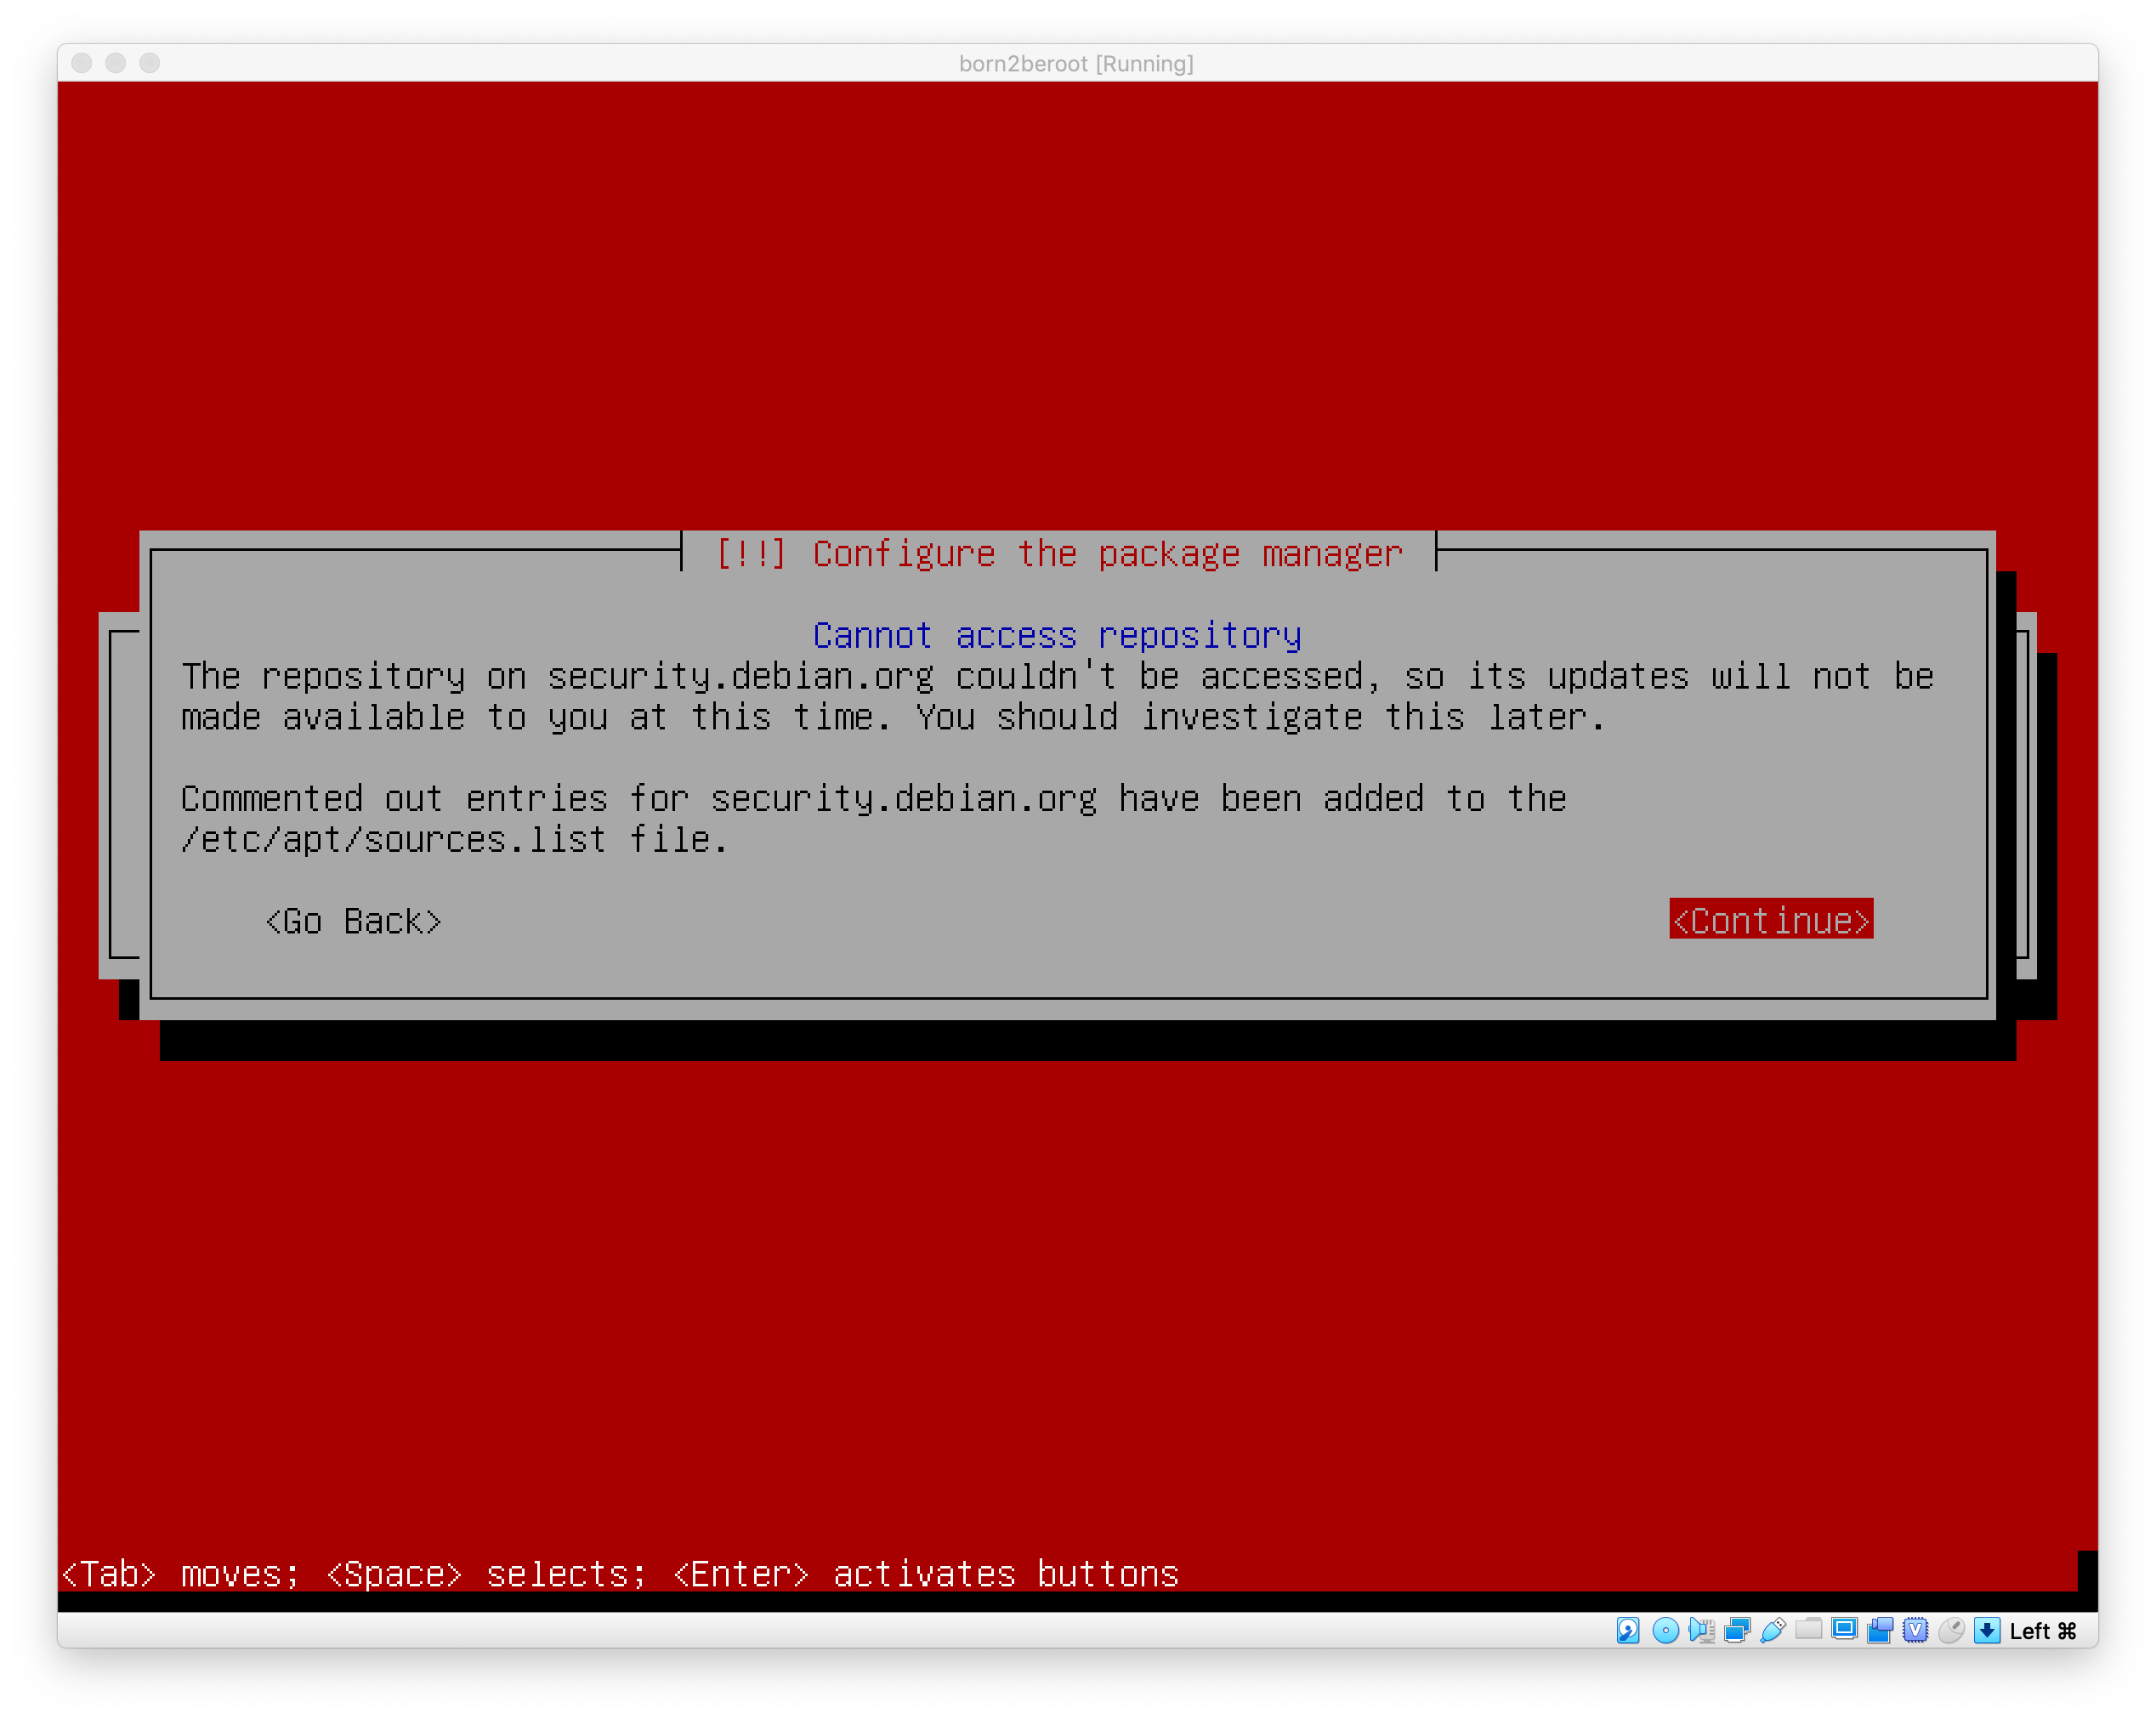 born2beroot [Running]
[!!] Configure the package manager
Cannot access repository
The repository on security.debian.org couldn't be accessed, so its updates will not be
made available to you at this time. You should investigate this later.
Commented out entries for security.debian.org have been added to the
/etc/apt/sources.list file.
<Go Back> <Continue>
<Tab> moves; <Space> selects; <Enter> activates buttons
Left ⌘